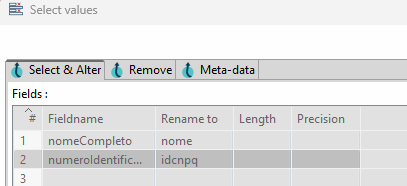 Select values
Select & Alter Remove Meta-data
Fields :
# Fieldname Rename to Length Precision
1 nomeCompleto nome
2 numeroIdentific... idcnpq
3